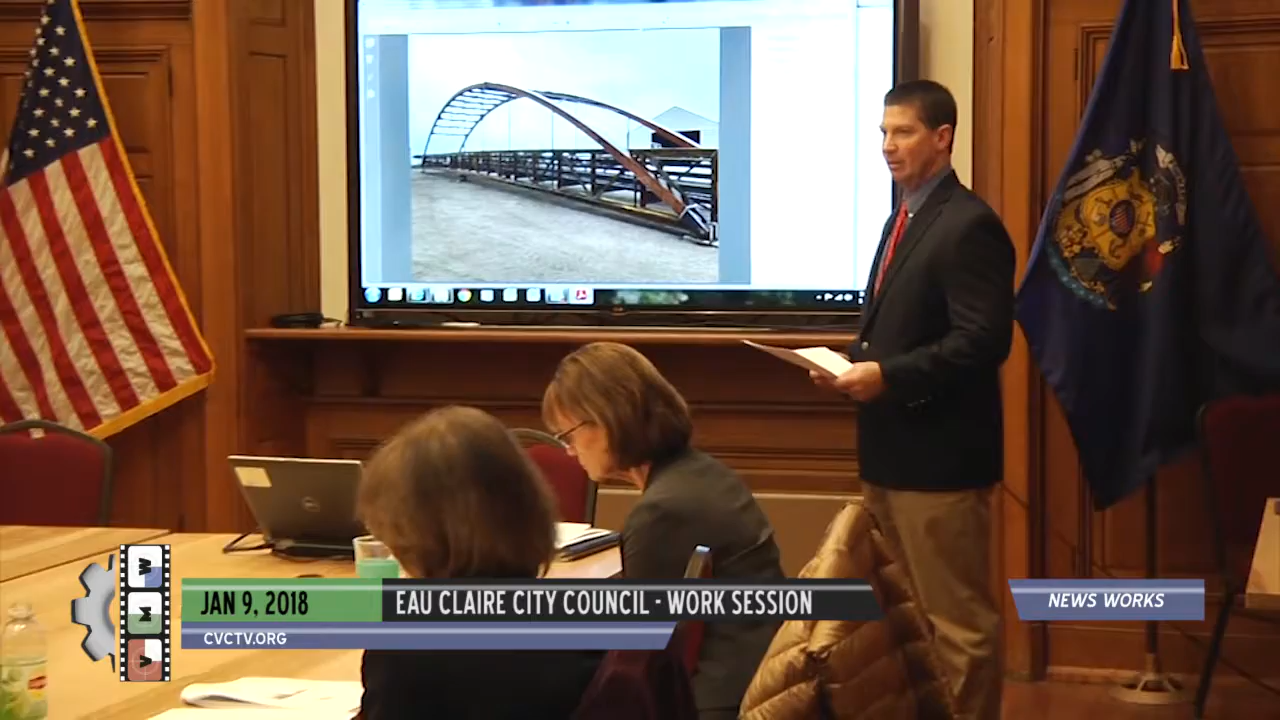 W
M
V
JAN 9, 2018
EAU CLAIRE CITY COUNCIL - WORK SESSION
CVCTV.ORG
NEWS WORKS